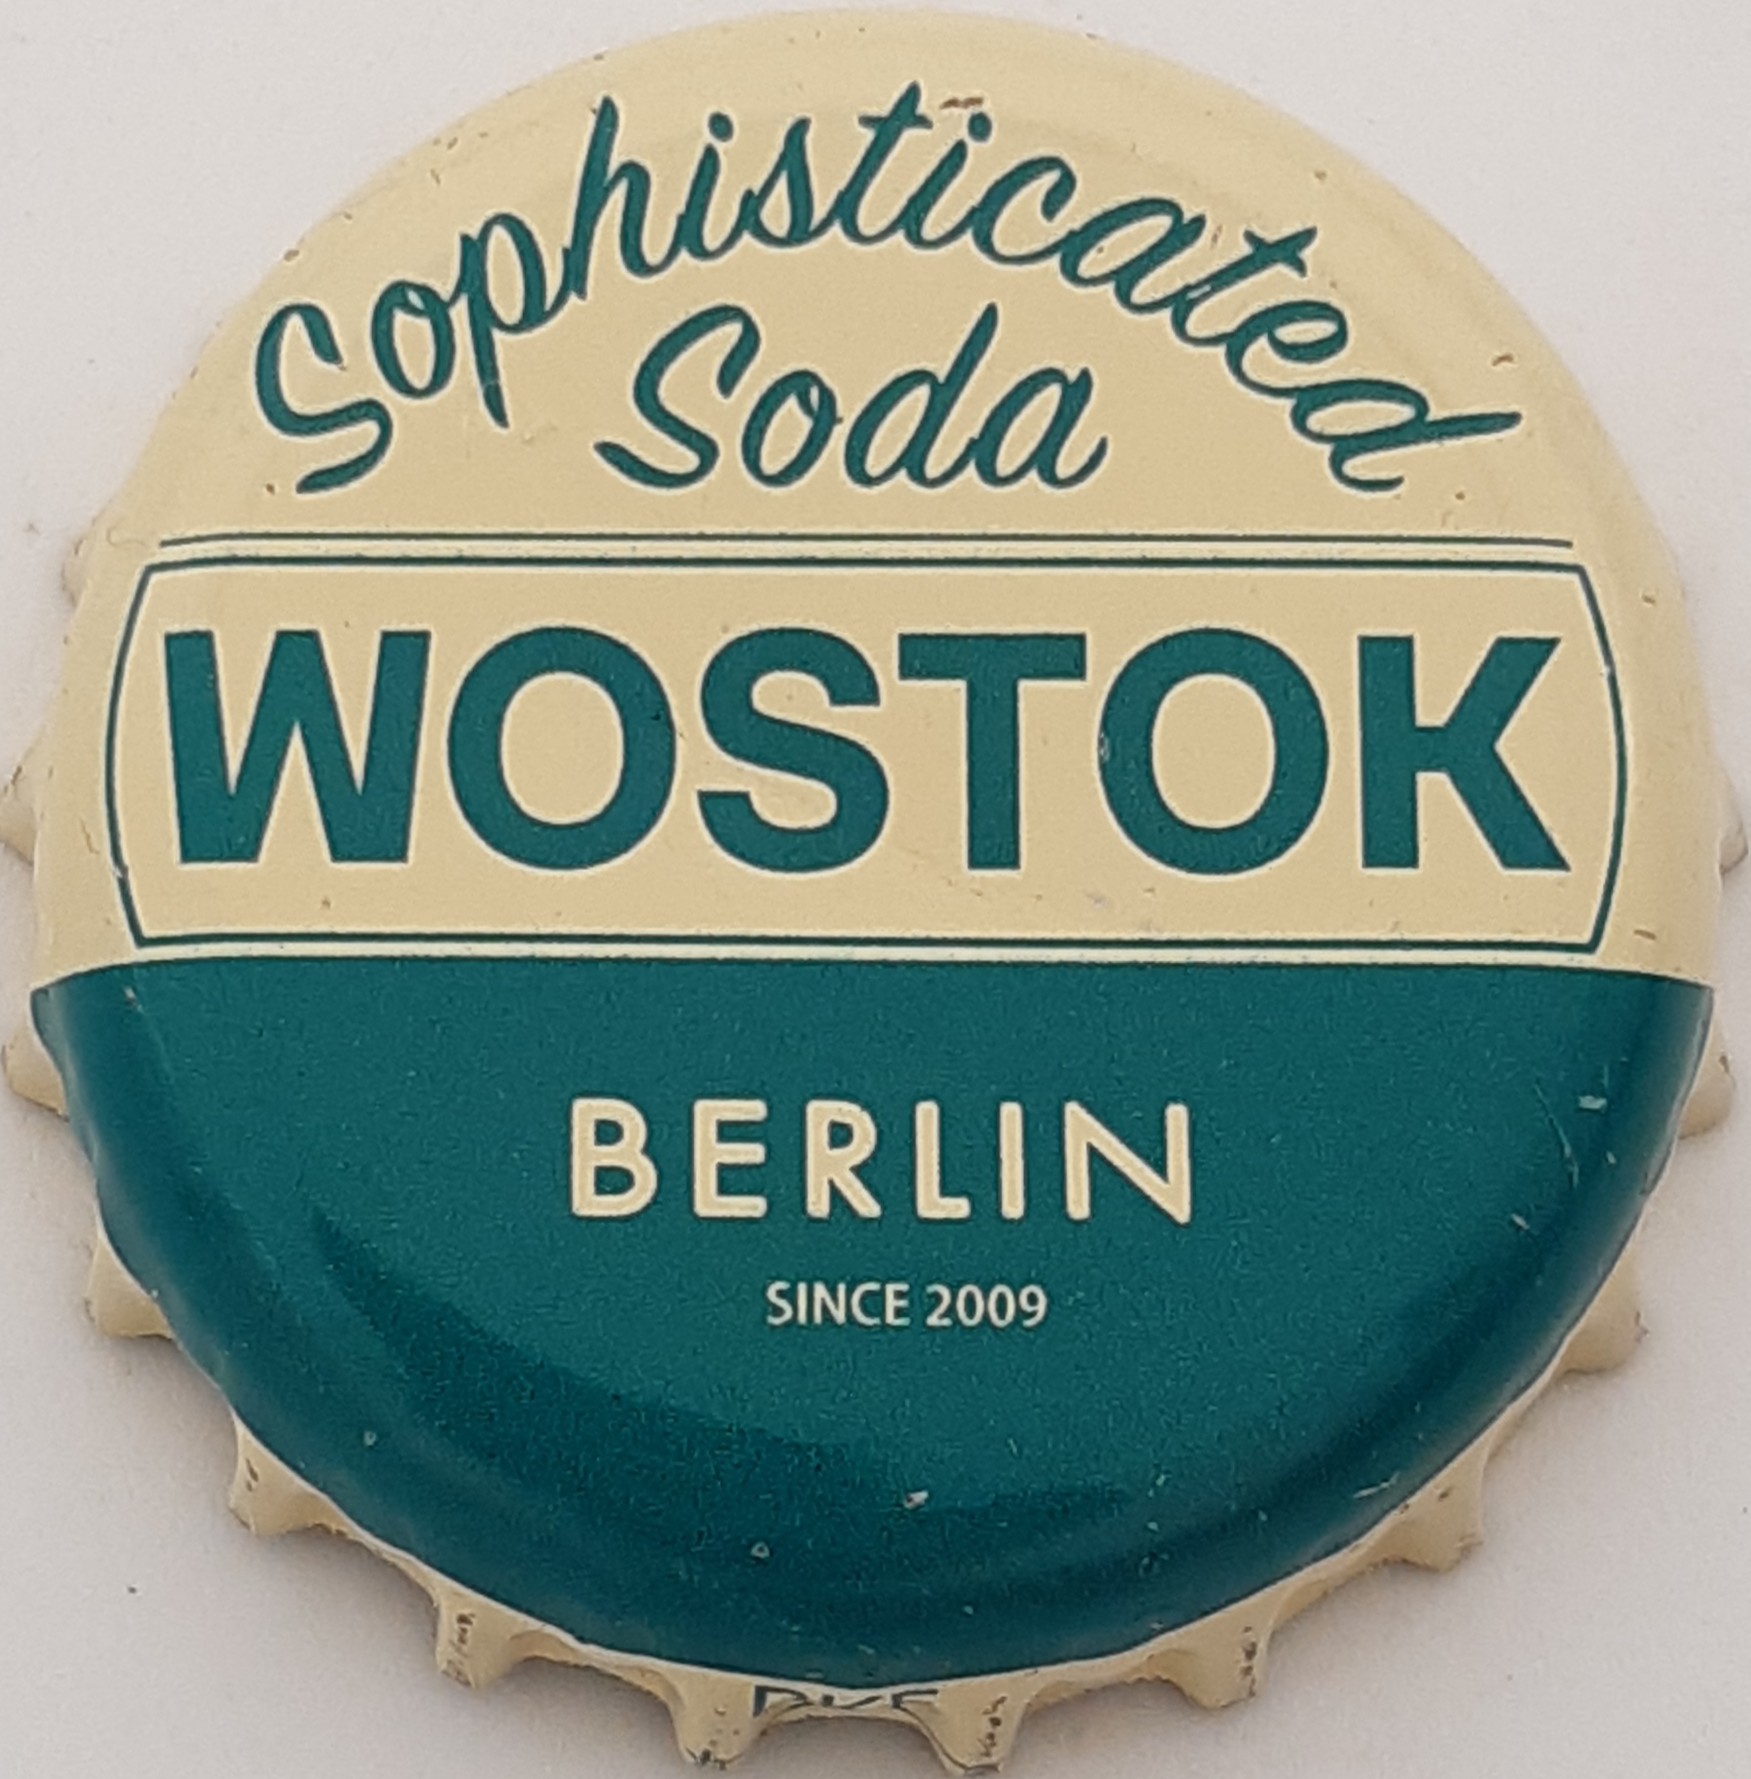 Sophisticated
Soda
WOSTOK
BERLIN
SINCE 2009